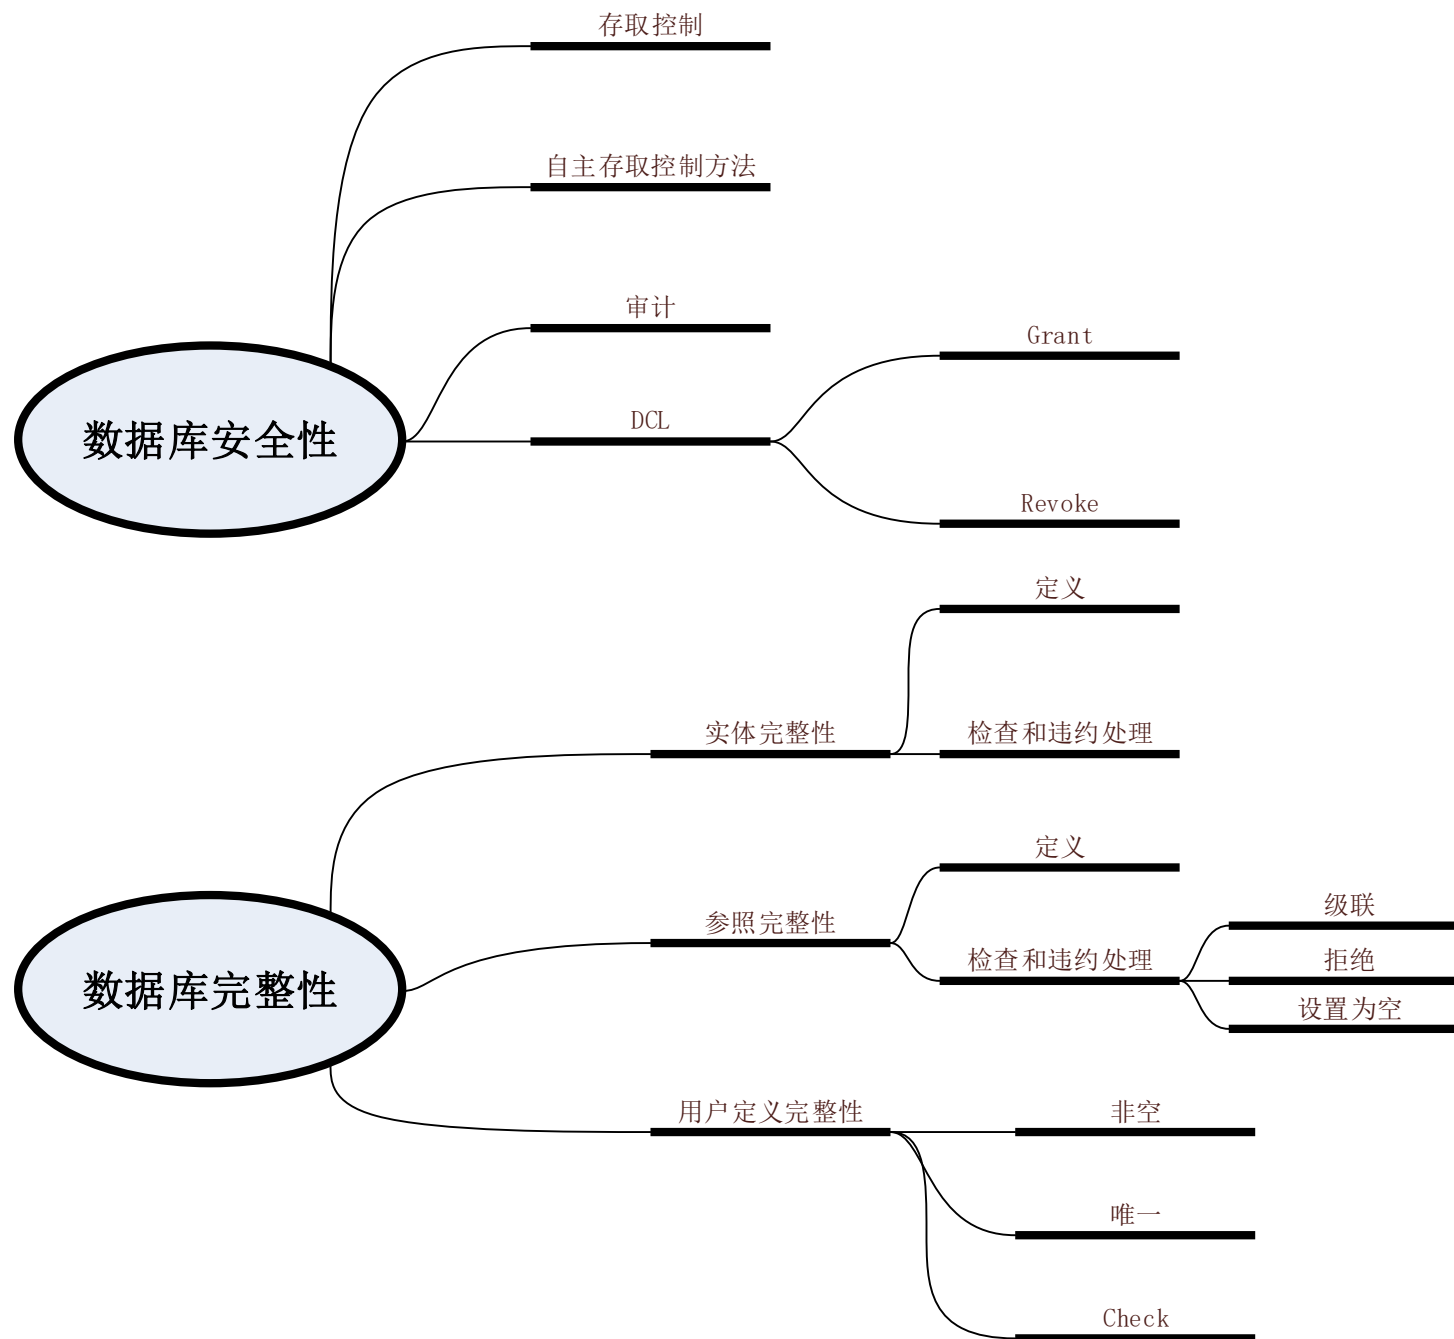 存取控制
自主存取控制方法
审计
Grant
DCL
数据库安全性
Revoke
定义
实体完整性
检查和违约处理
定义
级联
参照完整性
检查和违约处理
拒绝
数据库完整性
设置为空
用户定义完整性
非空
唯一
Check